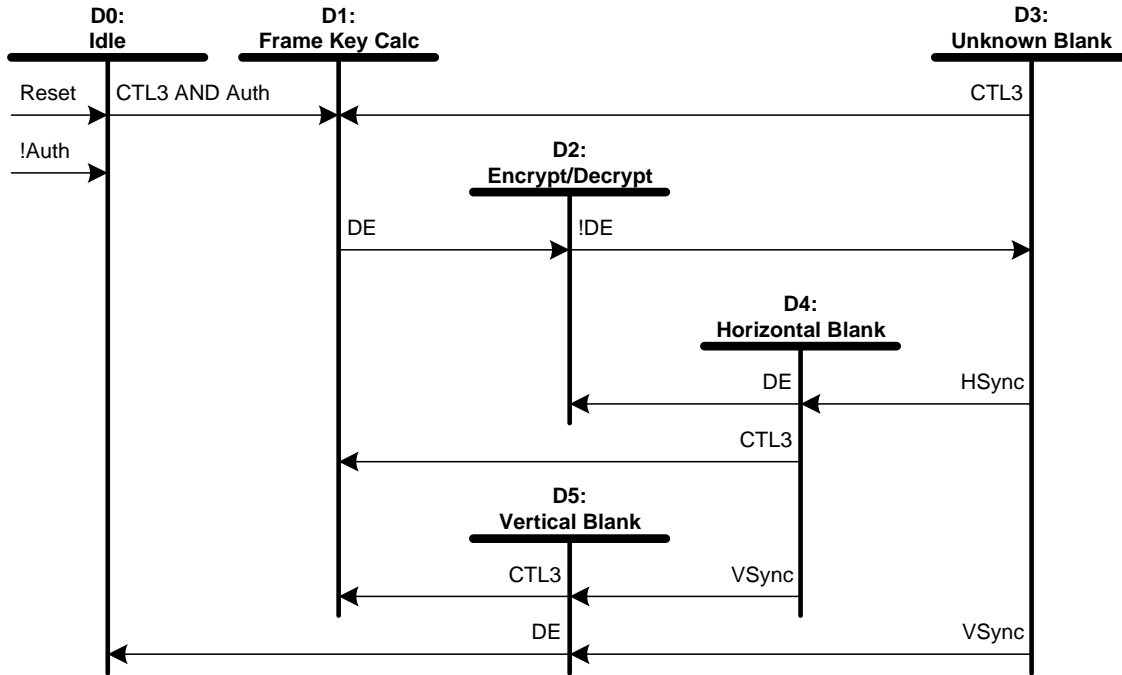 D0:
Idle
D1:
Frame Key Calc
D3:
Unknown Blank
Reset
CTL3 AND Auth
CTL3
!Auth
D2:
Encrypt/Decrypt
DE
!DE
D4:
Horizontal Blank
DE
HSync
CTL3
D5:
Vertical Blank
CTL3
VSync
DE
VSync